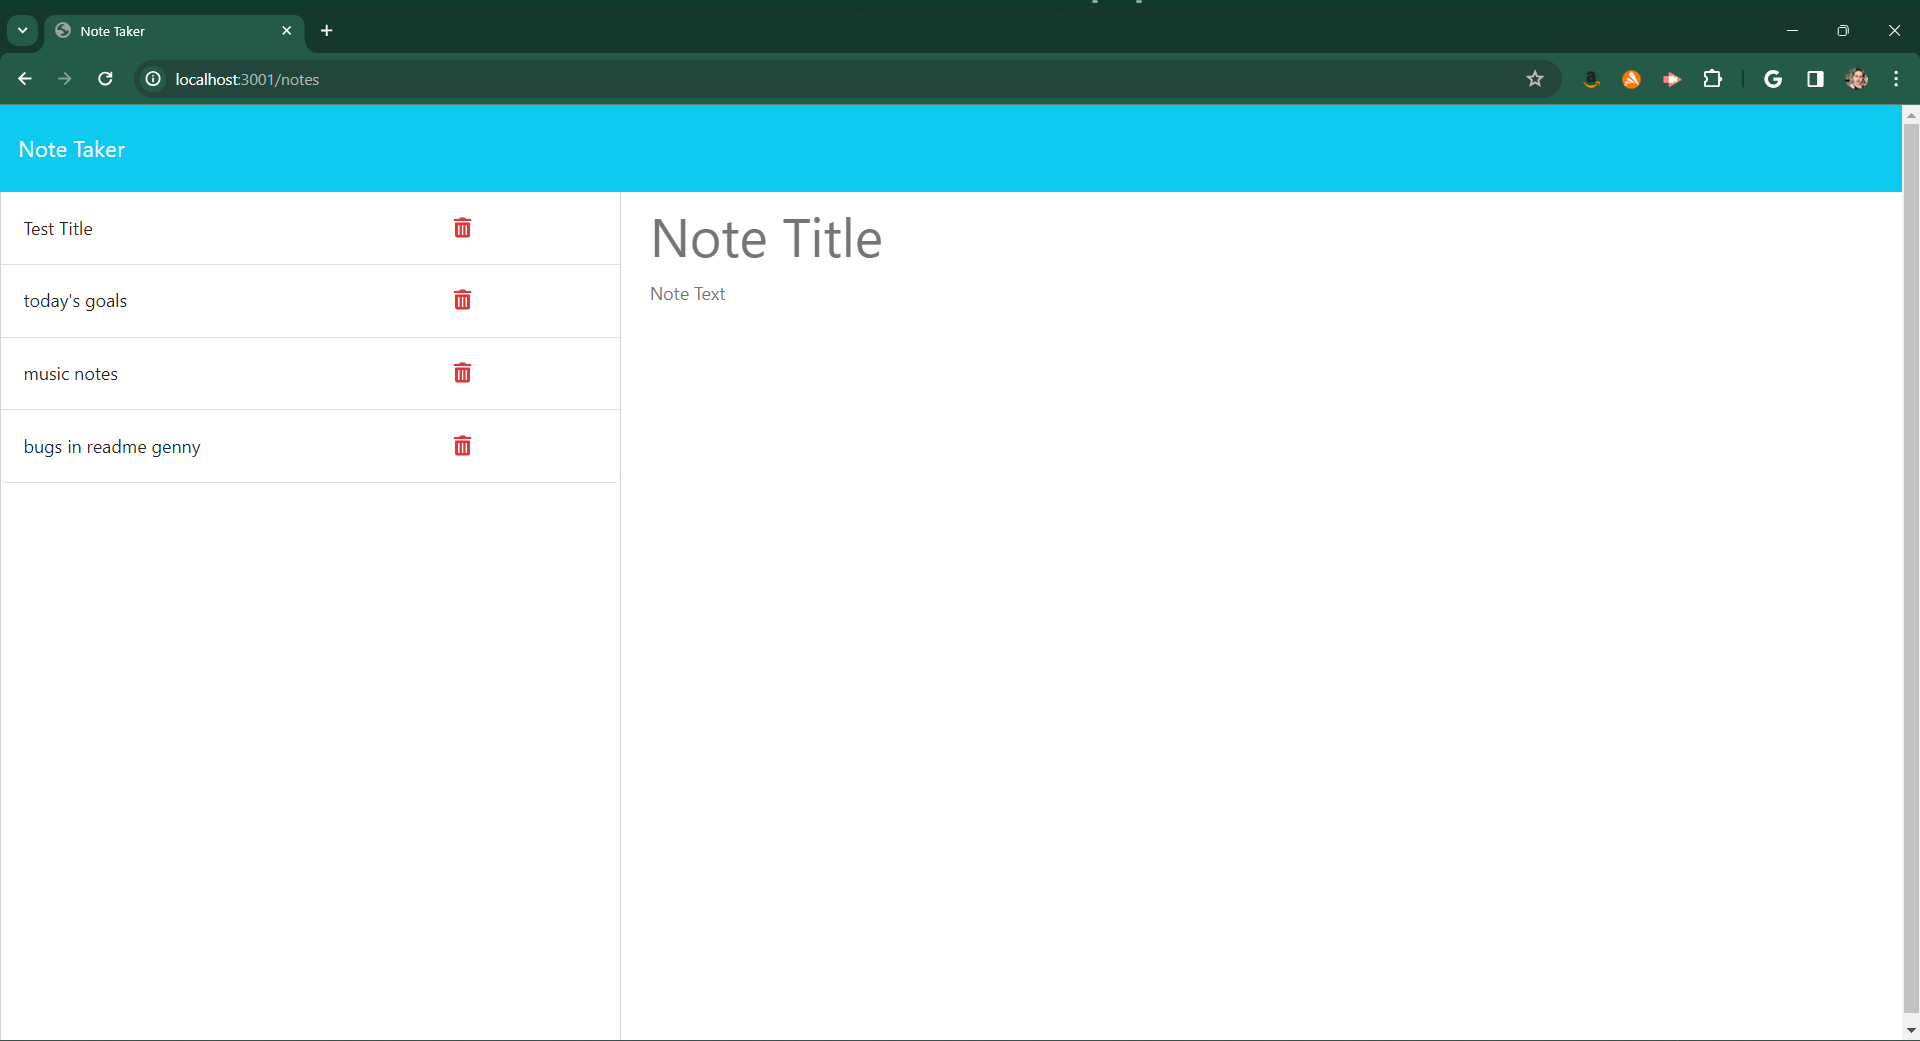 Note Taker
localhost:3001/notes
Note Taker
Test Title
today's goals
music notes
bugs in readme genny
Note Title
Note Text